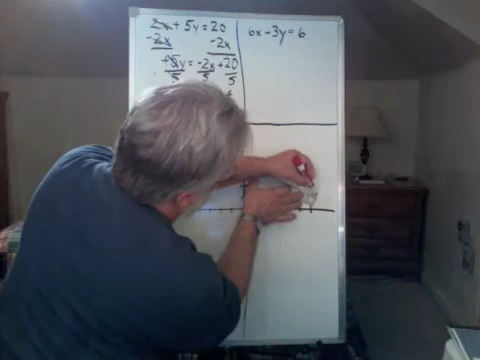 2x + 5y = 20
-2x -2x
+5y = -2x + 20
5 5 5
6x - 3y = 6